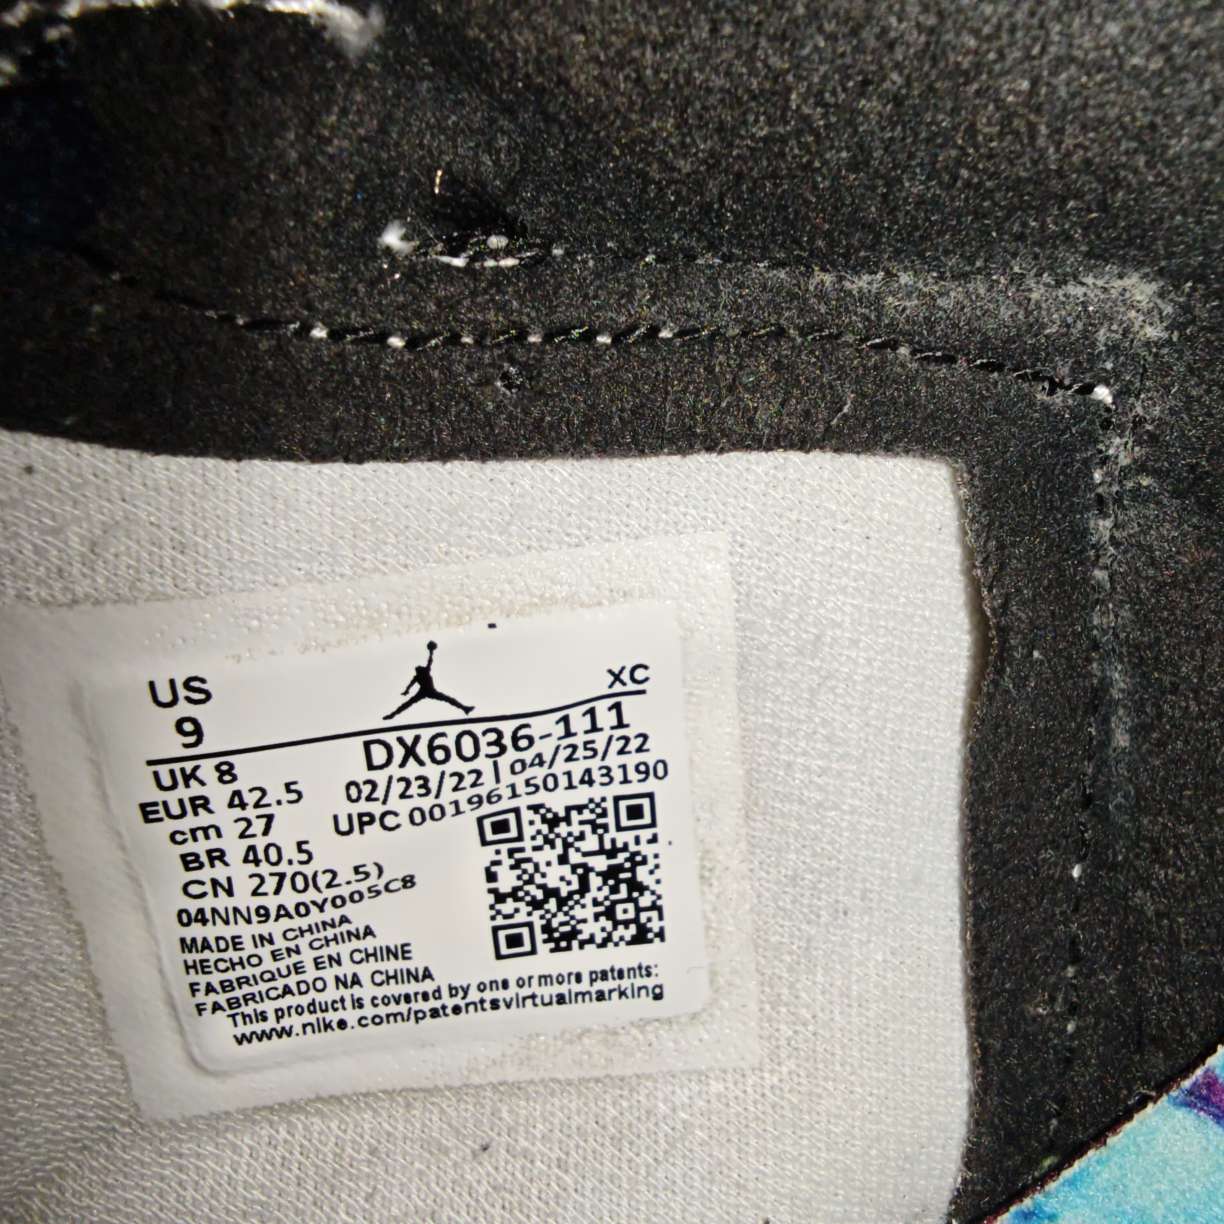 US
9
XC
DX6036-111
UK 8
02/23/22 | 04/25/22
EUR 42.5
UPC 00196150143190
cm 27
BR 40.5
CN 270(2.5)
04NN9A0Y005C8
MADE IN CHINA
HECHO EN CHINA
FABRIQUE EN CHINE
FABRICADO NA CHINA
This product is covered by one or more patents:
www.nike.com/patentsvirtualmarking